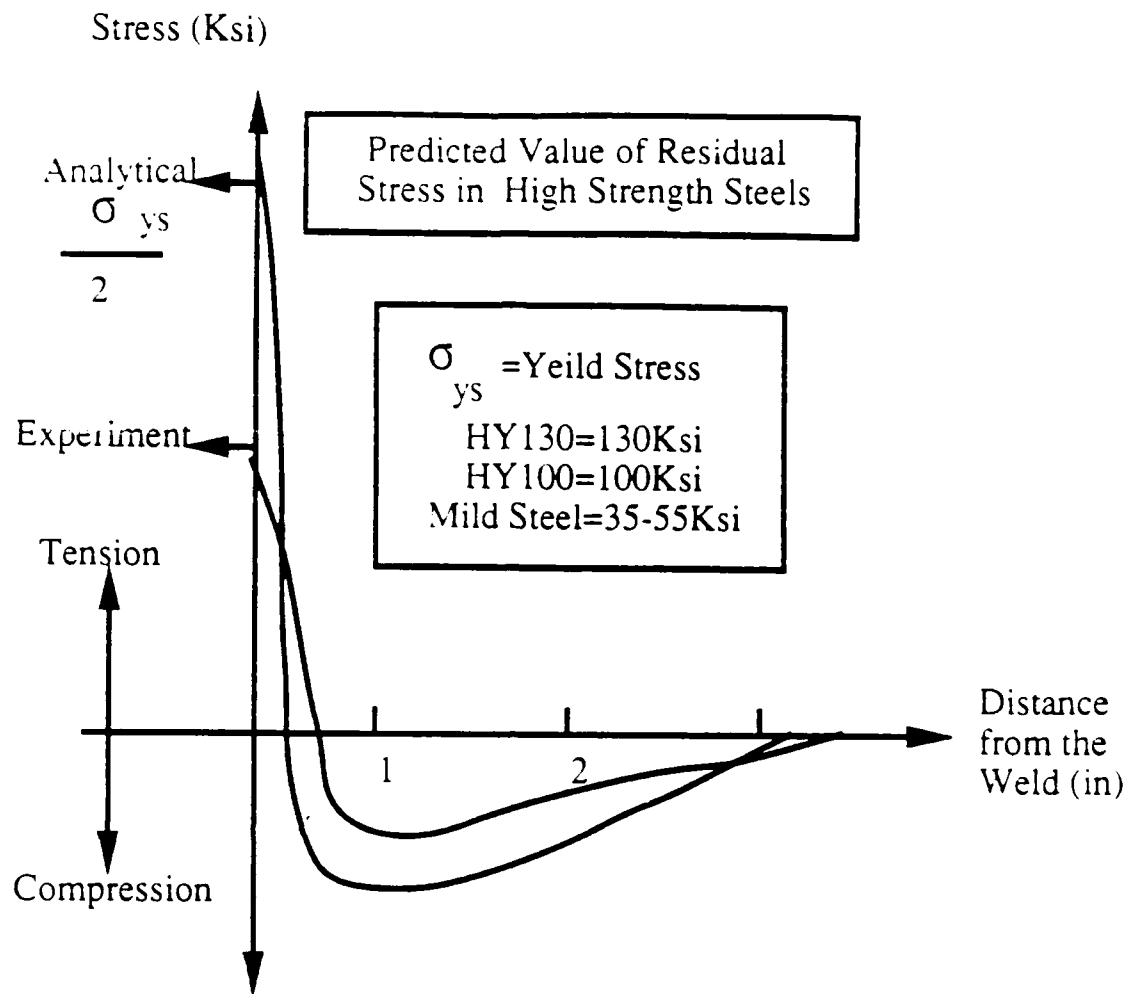 Stress (Ksi)
Predicted Value of Residual
Stress in High Strength Steels
Analytical
σ ys
2
σ ys =Yeild Stress
HY130=130Ksi
HY100=100Ksi
Mild Steel=35-55Ksi
Experiment
Tension
Compression
1
2
Distance
from the
Weld (in)